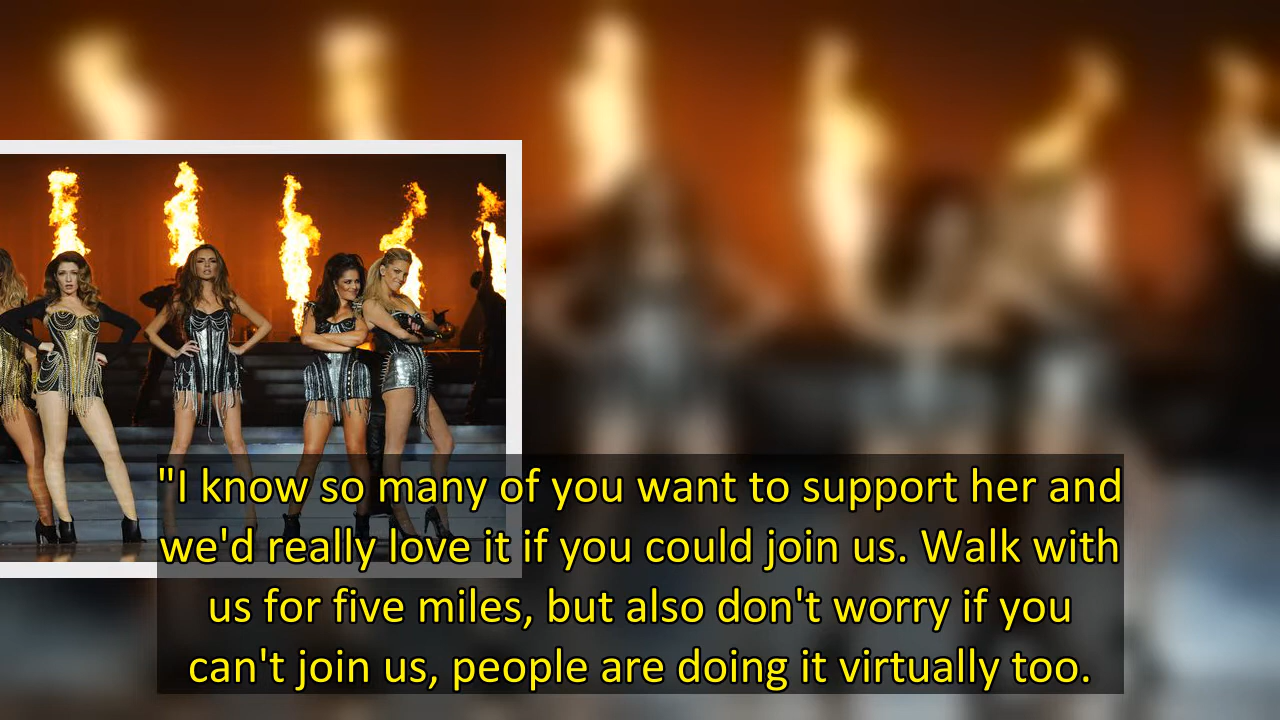 "I know so many of you want to support her and
we'd really love it if you could join us. Walk with
us for five miles, but also don't worry if you
can't join us, people are doing it virtually too.